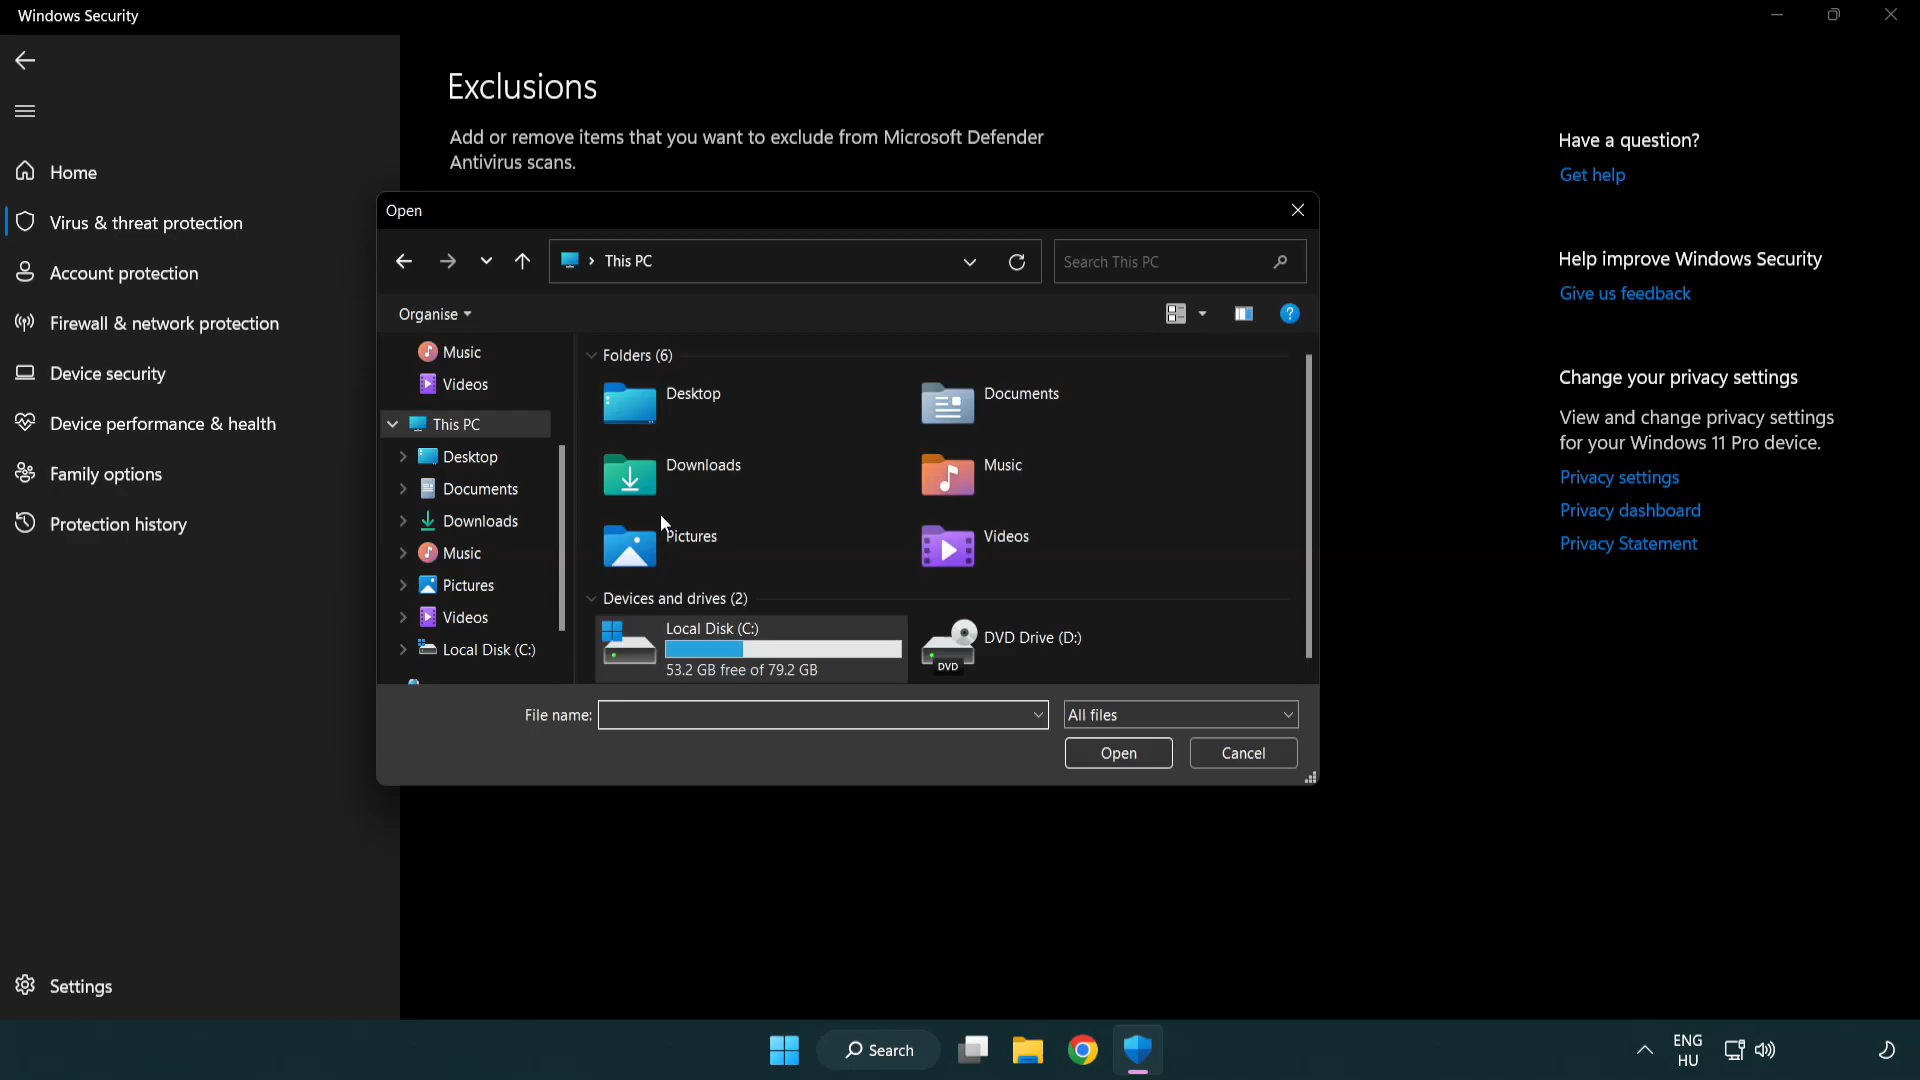 Windows Security
Home
Virus & threat protection
Account protection
Firewall & network protection
Device security
Device performance & health
Family options
Protection history
Settings
Exclusions
Add or remove items that you want to exclude from Microsoft Defender
Antivirus scans.
Open
This PC
Search This PC
Organise
?
Music
Videos
This PC
Desktop
Documents
Downloads
Music
Pictures
Videos
Local Disk (C:)
Folders (6)
Desktop
Documents
Downloads
Music
Pictures
Videos
Devices and drives (2)
Local Disk (C:)
53.2 GB free of 79.2 GB
DVD
DVD Drive (D:)
File name:
All files
Open
Cancel
Have a question?
Get help
Help improve Windows Security
Give us feedback
Change your privacy settings
View and change privacy settings
for your Windows 11 Pro device.
Privacy settings
Privacy dashboard
Privacy Statement
Search
ENG
HU